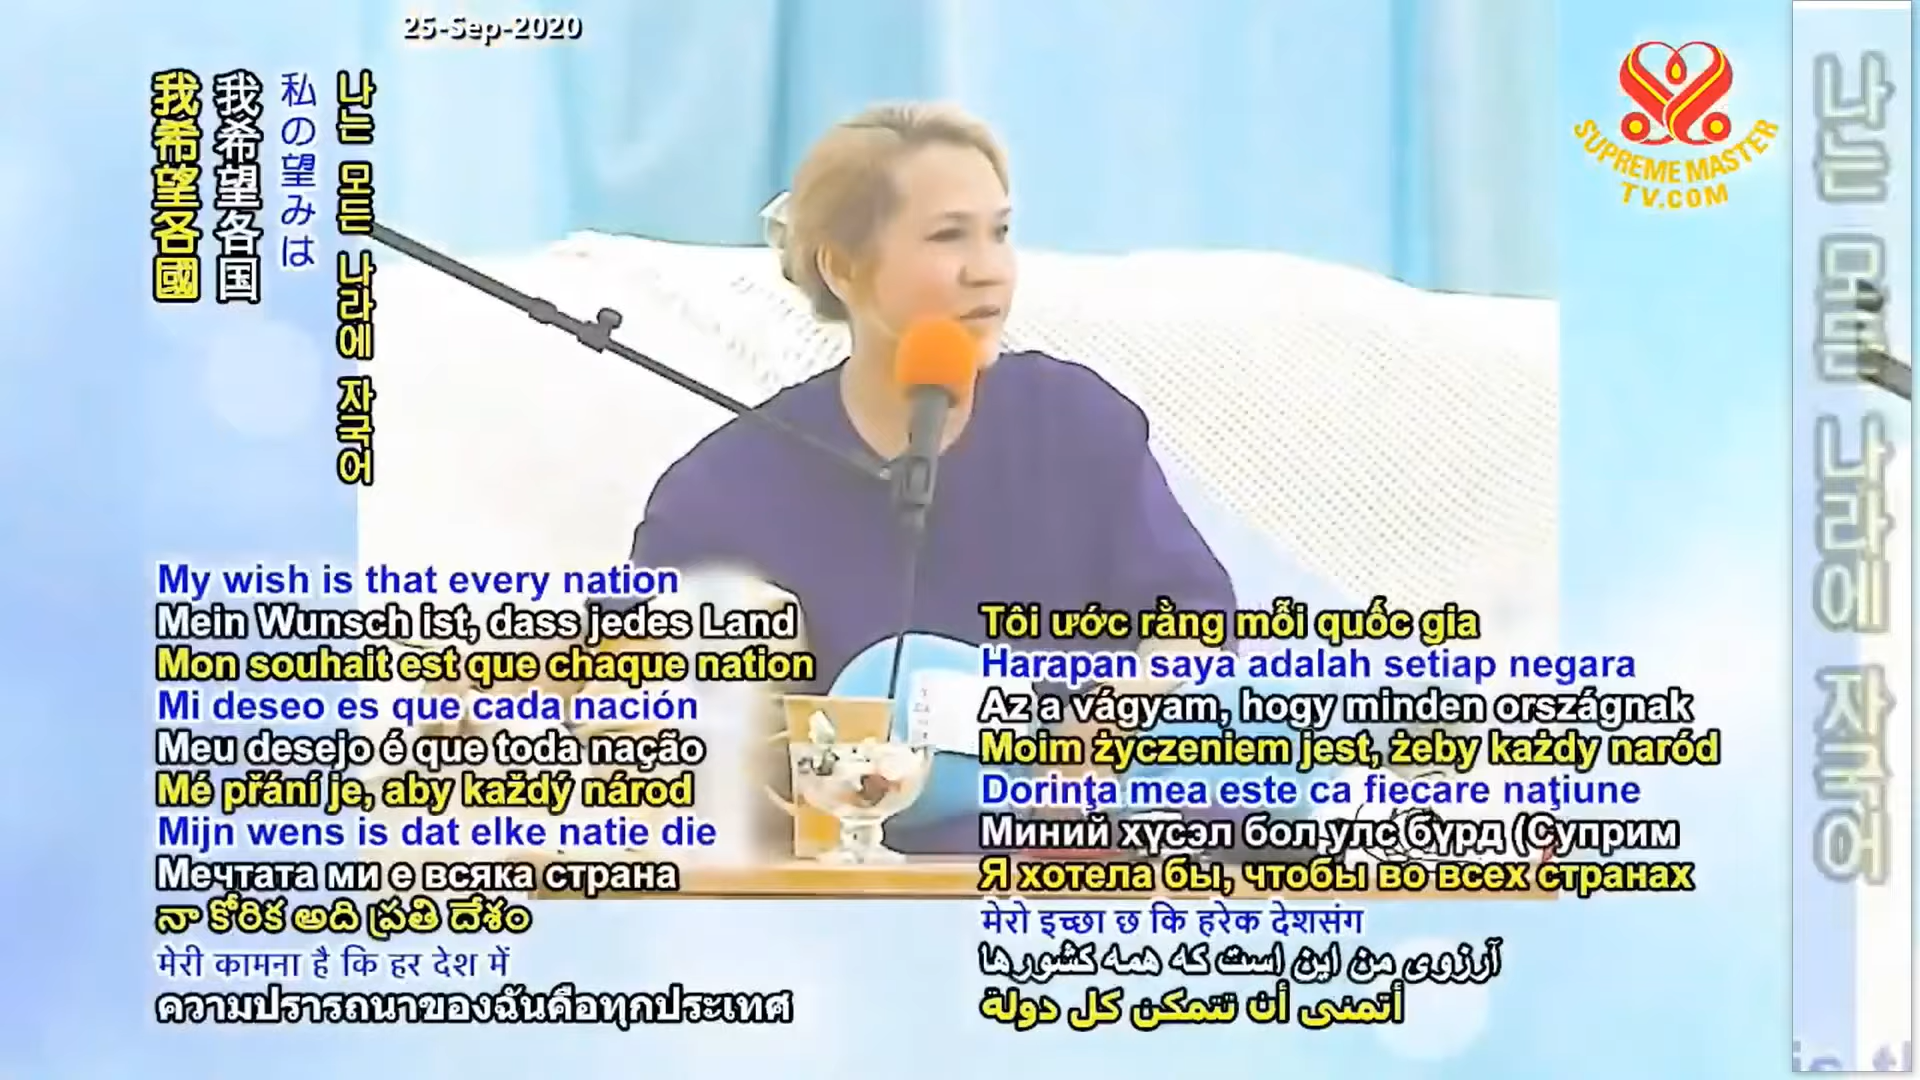 25-Sep-2020
SUPREME MASTER
TV.COM
나는 모든 나라에 자국어
私の望みは
我希望各国
我希望各國
My wish is that every nation
Mein Wunsch ist, dass jedes Land
Mon souhait est que chaque nation
Mi deseo es que cada nación
Meu desejo é que toda nação
Mé přání je, aby každý národ
Mijn wens is dat elke natie die
Мечтата ми е всяка страна
నా కోరిక అది ప్రతి దేశం
मेरी कामना है कि हर देश में
ความปรารถนาของฉันคือทุกประเทศ
Tôi ước rằng mỗi quốc gia
Harapan saya adalah setiap negara
Az a vágyam, hogy minden országnak
Moim życzeniem jest, żeby każdy naród
Dorinţa mea este ca fiecare naţiune
Миний хүсэл бол улс бүрд (Суприм
Я хотела бы, чтобы во всех странах
मेरो इच्छा छ कि हरेक देशसंग
آرزوی من این است که همه کشورها
أتمنى أن تتمكن كل دولة
나는 모든 나라에 자국어